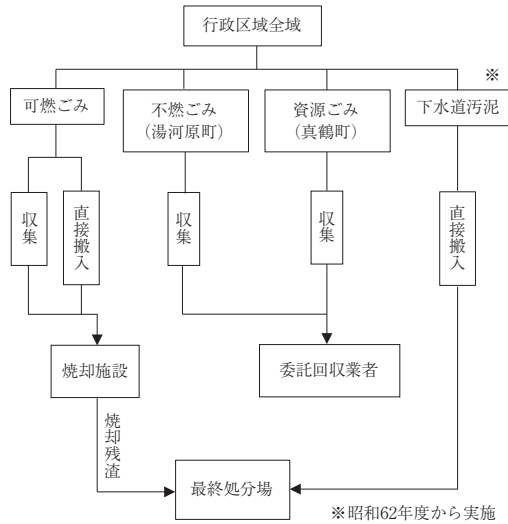 行政区域全域
※
可燃ごみ
不燃ごみ
(湯河原町)
資源ごみ
(真鶴町)
下水道汚泥
収集
直接搬入
収集
収集
直接搬入
焼却施設
委託回収業者
焼却残渣
最終処分場
※昭和62年度から実施